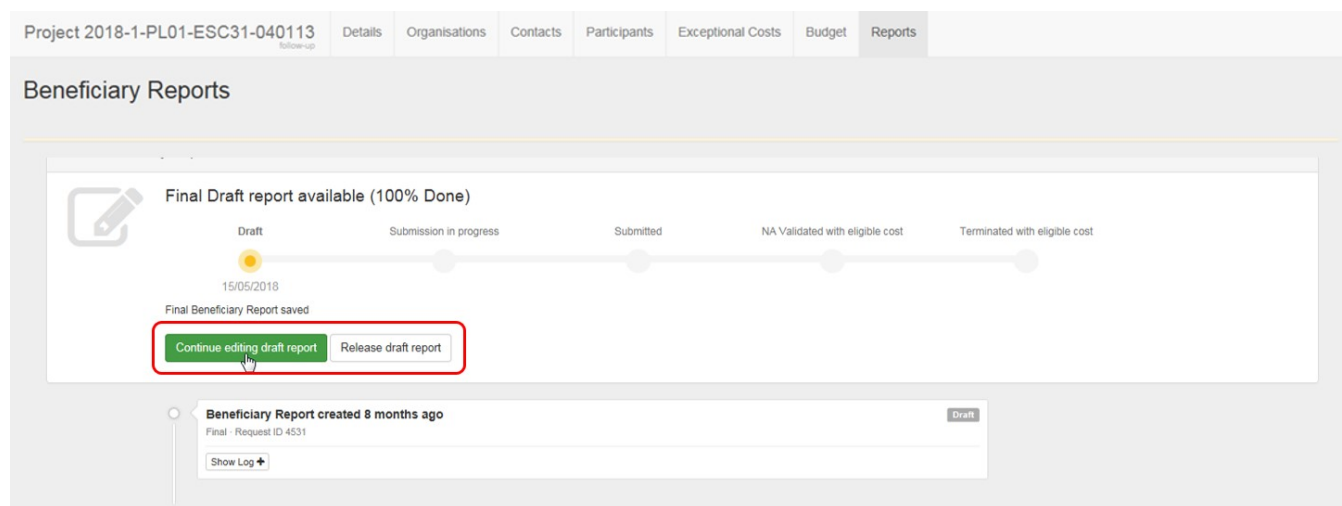 Project 2018-1-PL01-ESC31-040113 Details Organisations Contacts Participants Exceptional Costs Budget Reports
follow-up
Beneficiary Reports
Final Draft report available (100% Done)
Draft Submission in progress Submitted NA Validated with eligible cost Terminated with eligible cost
15/05/2018
Final Beneficiary Report saved
Continue editing draft report Release draft report
Beneficiary Report created 8 months ago Draft
Final - Request ID 4531
Show Log +